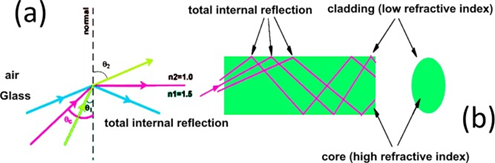 (a)
normal
θ2
air
Glass
n2=1.0
n1=1.5
θc
θ1
total internal reflection
total internal reflection
cladding (low refractive index)
core (high refractive index)
(b)